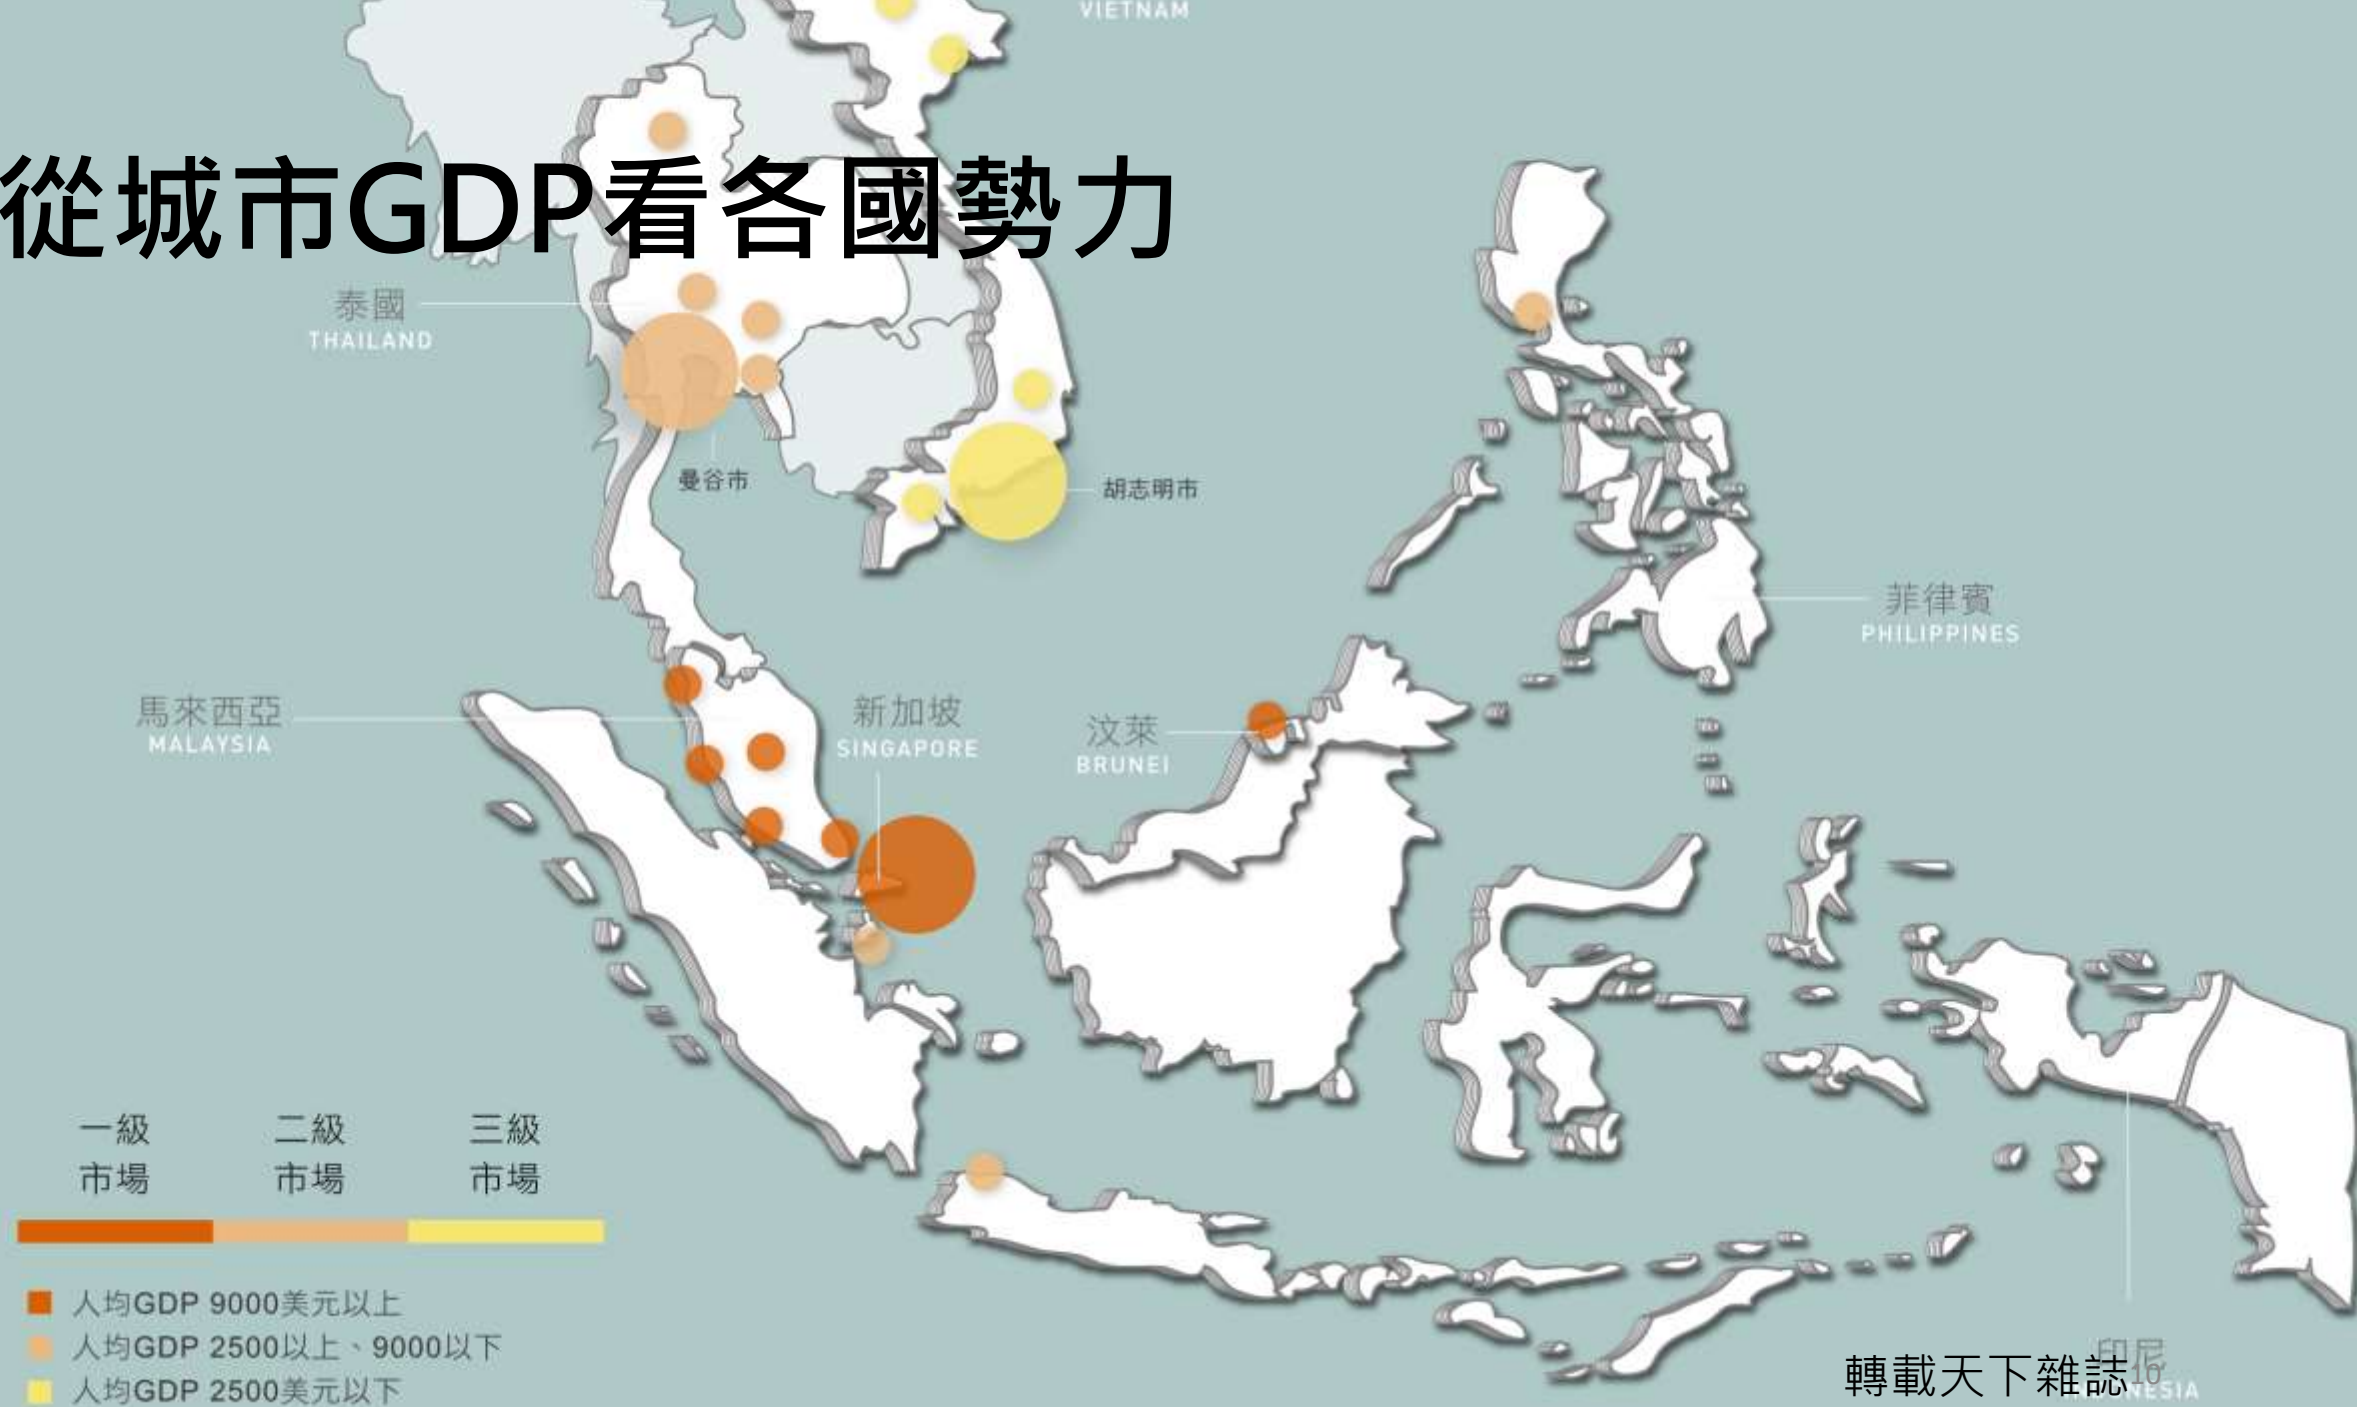 VIETNAM
從城市GDP看各國勢力
泰國
THAILAND
曼谷市
胡志明市
菲律賓
PHILIPPINES
馬來西亞
MALAYSIA
新加坡
SINGAPORE
汶萊
BRUNEI
一級
市場
二級
市場
三級
市場
人均GDP 9000美元以上
人均GDP 2500以上、9000以下
人均GDP 2500美元以下
印尼
INDONESIA
轉載天下雜誌
10